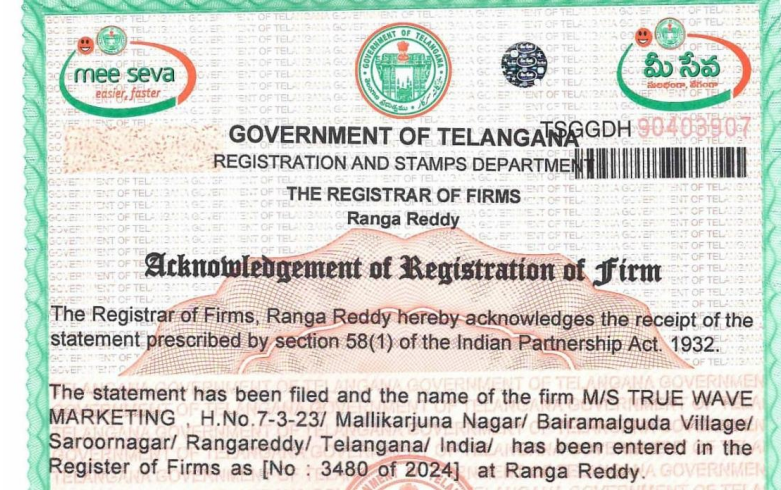 mee seva
easier, faster
GOVERNMENT OF TELANGANA
మీ సేవ
TSGGDH 90403907
GOVERNMENT OF TELANGANA
REGISTRATION AND STAMPS DEPARTMENT
THE REGISTRAR OF FIRMS
Ranga Reddy
Acknowledgement of Registration of Firm
The Registrar of Firms, Ranga Reddy hereby acknowledges the receipt of the
statement prescribed by section 58(1) of the Indian Partnership Act. 1932.
The statement has been filed and the name of the firm M/S TRUE WAVE
MARKETING , H.No.7-3-23/ Mallikarjuna Nagar/ Bairamalguda Village/
Saroornagar/ Rangareddy/ Telangana/ India/ has been entered in the
Register of Firms as [No : 3480 of 2024] at Ranga Reddy.